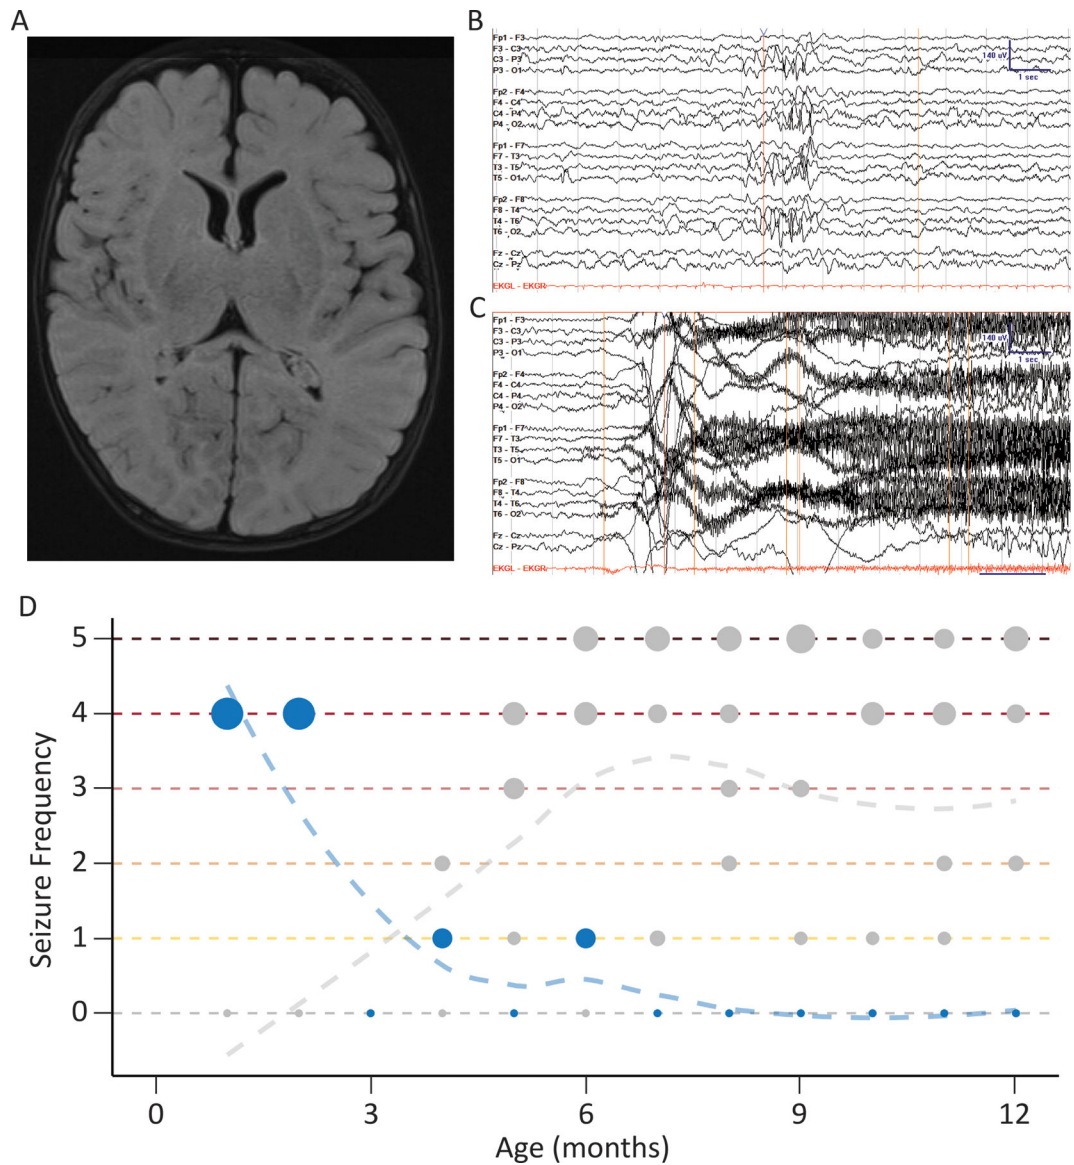 A
B
Fp1 - F3
F3 - C3
C3 - P3
P3 - O1
Fp2 - F4
F4 - C4
C4 - P4
P4 - O2
Fp1 - F7
F7 - T3
T3 - T5
T5 - O1
Fp2 - F8
F8 - T4
T4 - T6
T6 - O2
Fz - Cz
Cz - Pz
EKGL - EKGR
140 uV
1 sec
C
Fp1 - F3
F3 - C3
C3 - P3
P3 - O1
Fp2 - F4
F4 - C4
C4 - P4
P4 - O2
Fp1 - F7
F7 - T3
T3 - T5
T5 - O1
Fp2 - F8
F8 - T4
T4 - T6
T6 - O2
Fz - Cz
Cz - Pz
EKGL - EKGR
140 uV
1 sec
D
Seizure Frequency
5
4
3
2
1
0
0 3 6 9 12
Age (months)